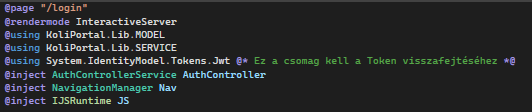 @page "/login"
@rendermode InteractiveServer
@using KoliPortal.Lib.MODEL
@using KoliPortal.Lib.SERVICE
@using System.IdentityModel.Tokens.Jwt @* Ez a csomag kell a Token visszafejtéséhez *@
@inject AuthControllerService AuthController
@inject NavigationManager Nav
@inject IJSRuntime JS